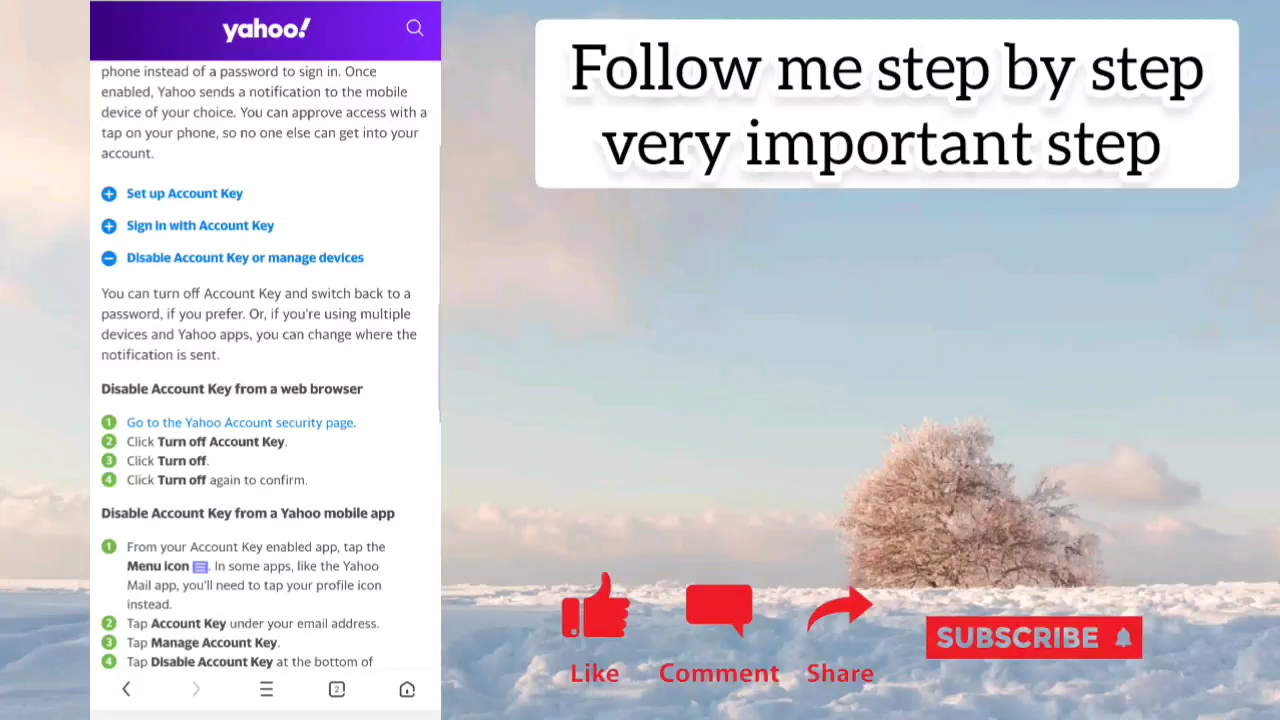 yahoo!
phone instead of a password to sign in. Once
enabled, Yahoo sends a notification to the mobile
device of your choice. You can approve access with a
tap on your phone, so no one else can get into your
account.
Set up Account Key
Sign in with Account Key
Disable Account Key or manage devices
You can turn off Account Key and switch back to a
password, if you prefer. Or, if you're using multiple
devices and Yahoo apps, you can change where the
notification is sent.
Disable Account Key from a web browser
1 Go to the Yahoo Account security page.
2 Click Turn off Account Key.
3 Click Turn off.
4 Click Turn off again to confirm.
Disable Account Key from a Yahoo mobile app
1 From your Account Key enabled app, tap the
Menu icon. In some apps, like the Yahoo
Mail app, you'll need to tap your profile icon
instead.
2 Tap Account Key under your email address.
3 Tap Manage Account Key.
4 Tap Disable Account Key at the bottom of
2
Follow me step by step
very important step
Like
Comment
Share
SUBSCRIBE